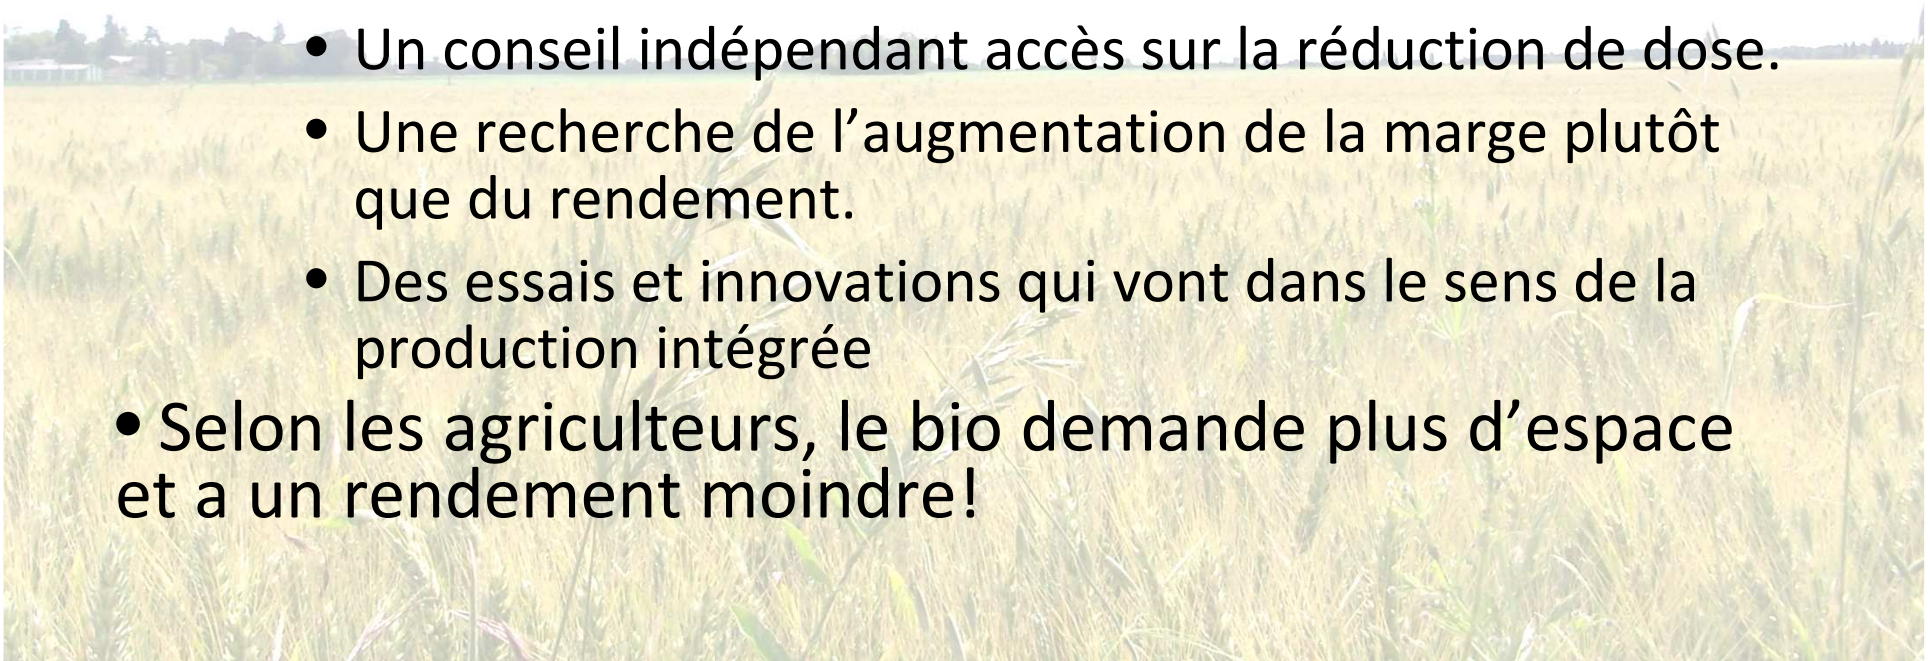 • Un conseil indépendant accès sur la réduction de dose.
• Une recherche de l’augmentation de la marge plutôt
que du rendement.
• Des essais et innovations qui vont dans le sens de la
production intégrée
• Selon les agriculteurs, le bio demande plus d’espace
et a un rendement moindre!